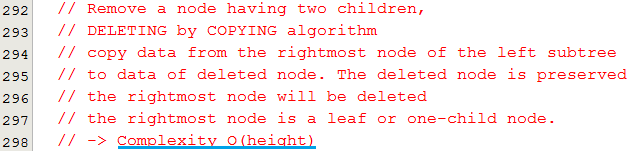 292 // Remove a node having two children,
293 // DELETING by COPYING algorithm
294 // copy data from the rightmost node of the left subtree
295 // to data of deleted node. The deleted node is preserved
296 // the rightmost node will be deleted
297 // the rightmost node is a leaf or one-child node.
298 // -> Complexity O(height)